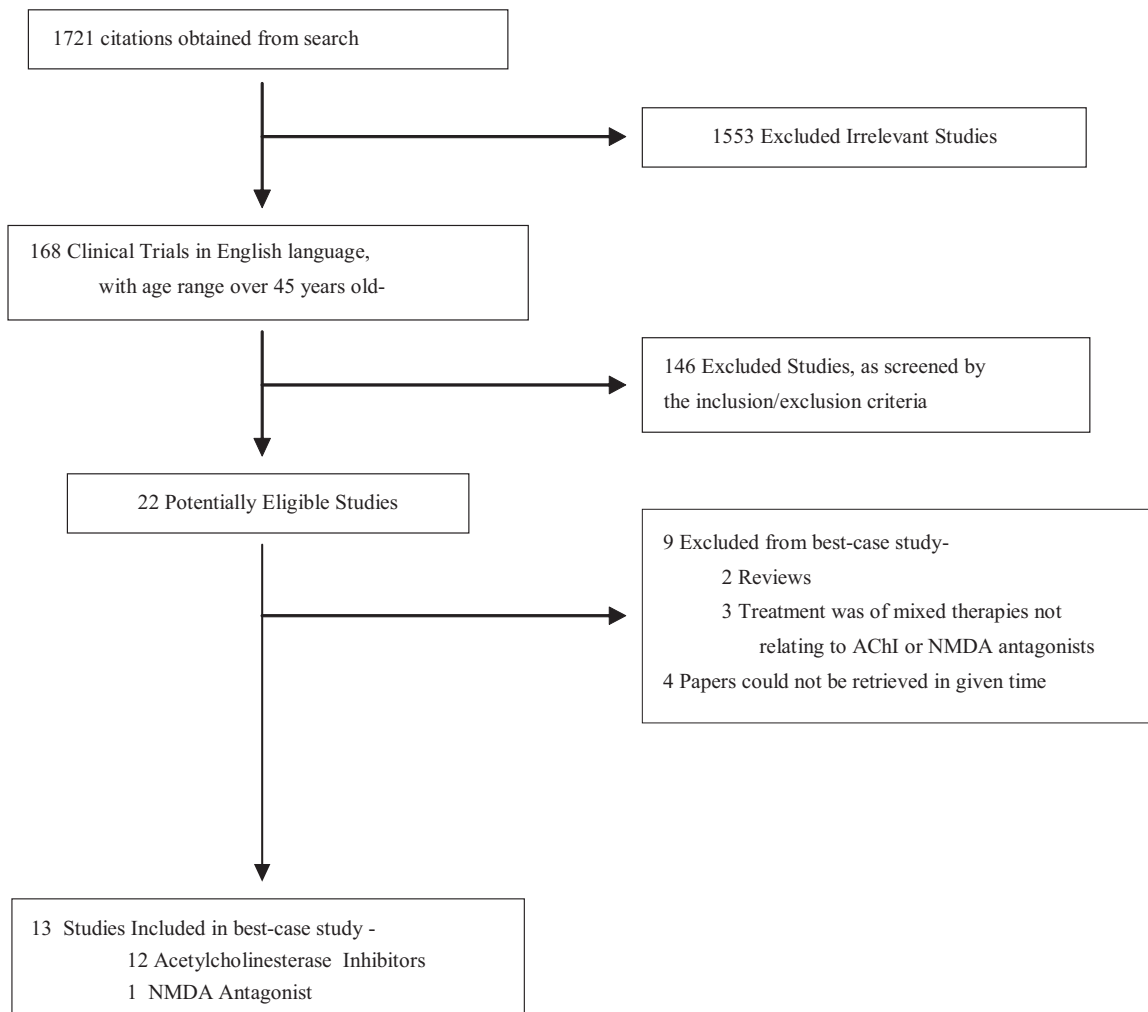 1721 citations obtained from search
1553 Excluded Irrelevant Studies
168 Clinical Trials in English language,
with age range over 45 years old-
146 Excluded Studies, as screened by
the inclusion/exclusion criteria
22 Potentially Eligible Studies
9 Excluded from best-case study-
2 Reviews
3 Treatment was of mixed therapies not
relating to AChI or NMDA antagonists
4 Papers could not be retrieved in given time
13 Studies Included in best-case study -
12 Acetylcholinesterase Inhibitors
1 NMDA Antagonist